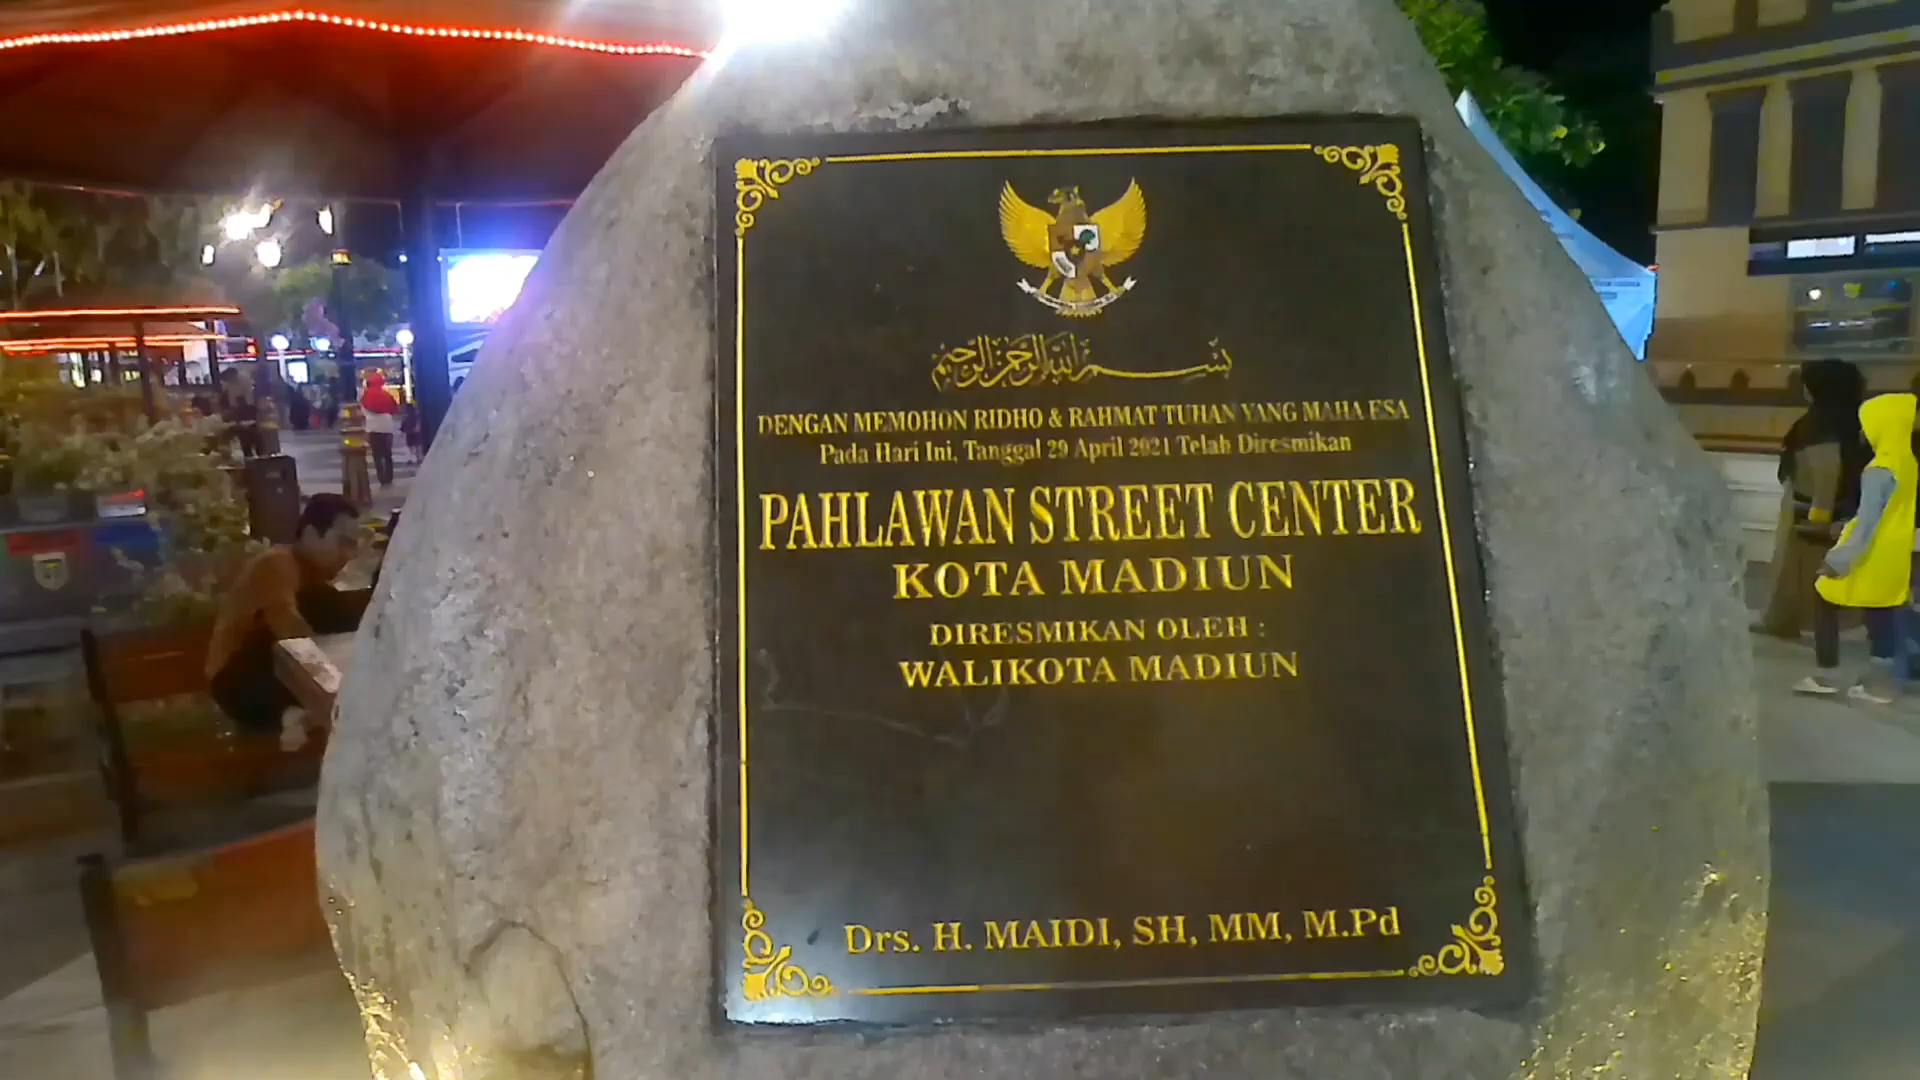 بسم الله الرحمن الرحيم
DENGAN MEMOHON RIDHO & RAHMAT TUHAN YANG MAHA ESA
Pada Hari Ini, Tanggal 29 April 2021 Telah Diresmikan
PAHLAWAN STREET CENTER
KOTA MADIUN
DIRESMIKAN OLEH :
WALIKOTA MADIUN
Drs. H. MAIDI, SH, MM, M.Pd